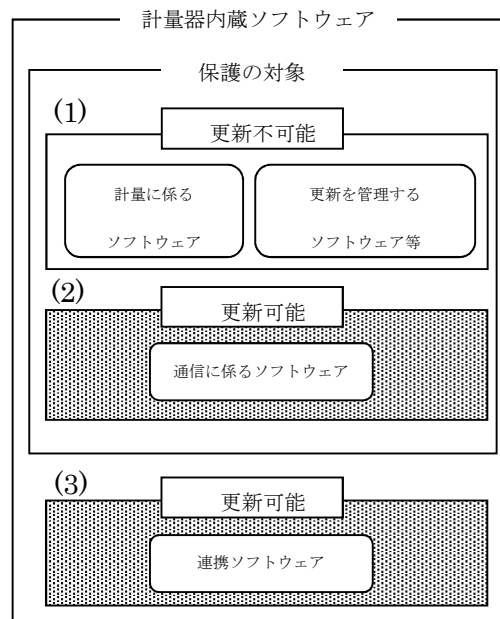 計量器内蔵ソフトウェア
保護の対象
(1)
更新不可能
計量に係る
ソフトウェア
更新を管理する
ソフトウェア等
(2)
更新可能
通信に係るソフトウェア
(3)
更新可能
連携ソフトウェア